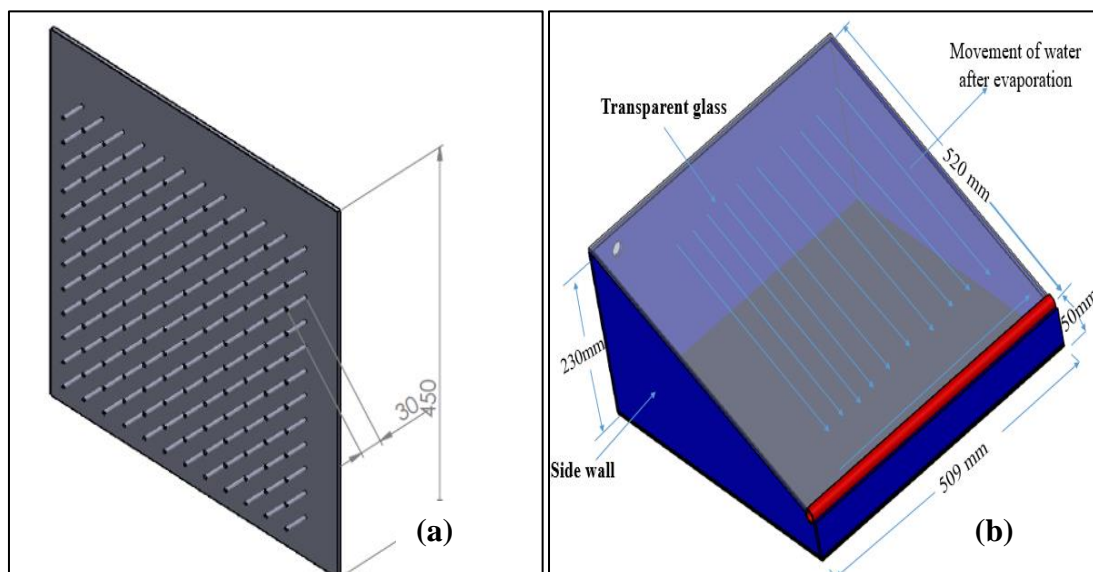 30
450
(a)
Movement of water
after evaporation
Transparent glass
520 mm
230mm
50mm
Side wall
509 mm
(b)